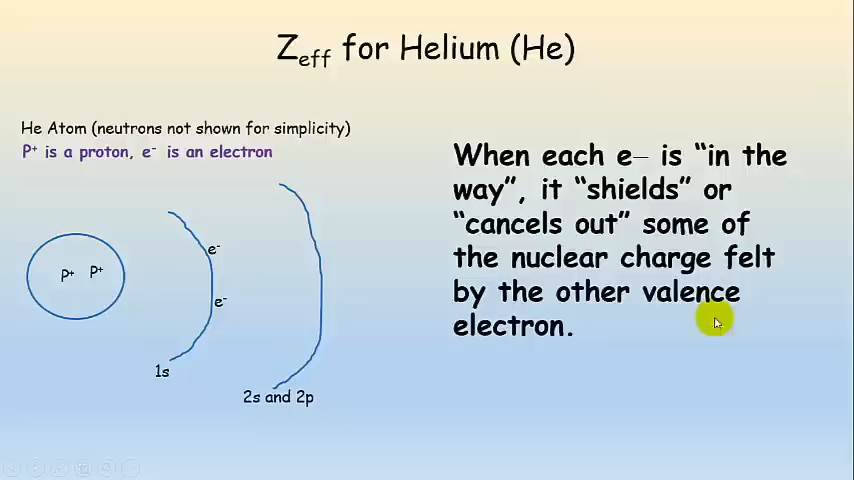 Zeff for Helium (He)
He Atom (neutrons not shown for simplicity)
P⁺ is a proton, e⁻ is an electron
When each e– is “in the
way”, it “shields” or
“cancels out” some of
the nuclear charge felt
by the other valence
electron.
P⁺ P⁺
e⁻
e⁻
1s
2s and 2p